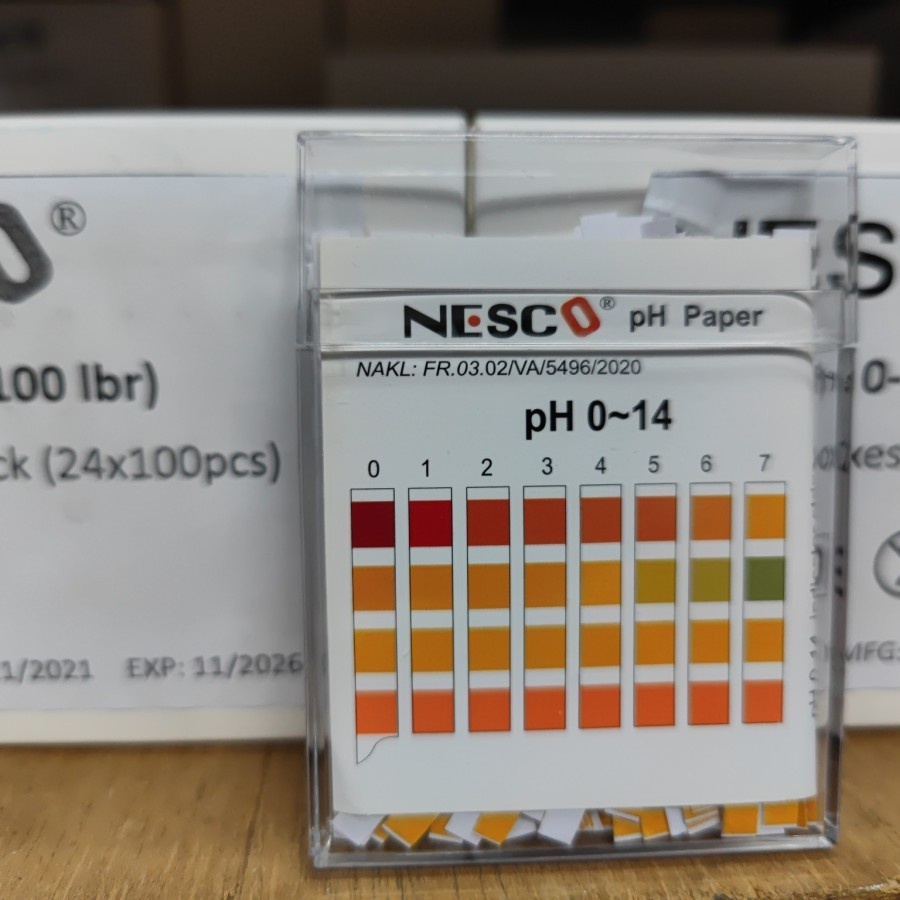 NESCO® pH Paper
NAKL: FR.03.02/VA/5496/2020
pH 0~14
0 1 2 3 4 5 6 7
®
100 lbr)
(24x100pcs)
1/2021 EXP: 11/2026
0-
MFG: